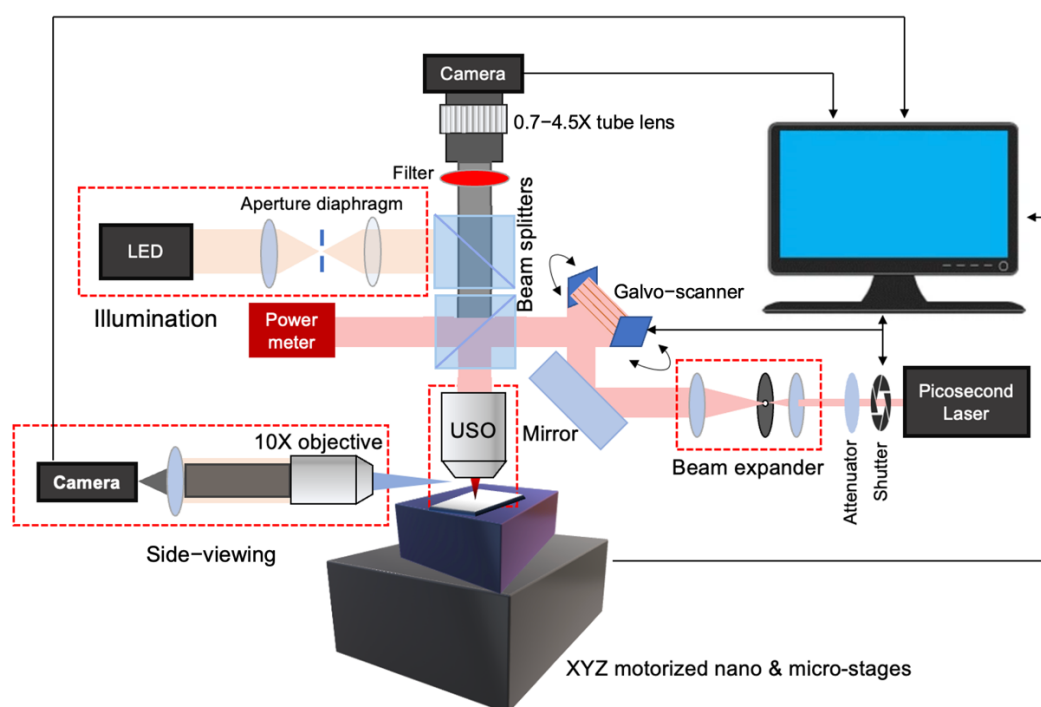 Camera
0.7−4.5X tube lens
Filter
Aperture diaphragm
LED
Beam splitters
Illumination
Galvo−scanner
Power
meter
Picosecond
Laser
USO
Mirror
10X objective
Beam expander
Attenuator
Shutter
Camera
Side−viewing
XYZ motorized nano & micro-stages